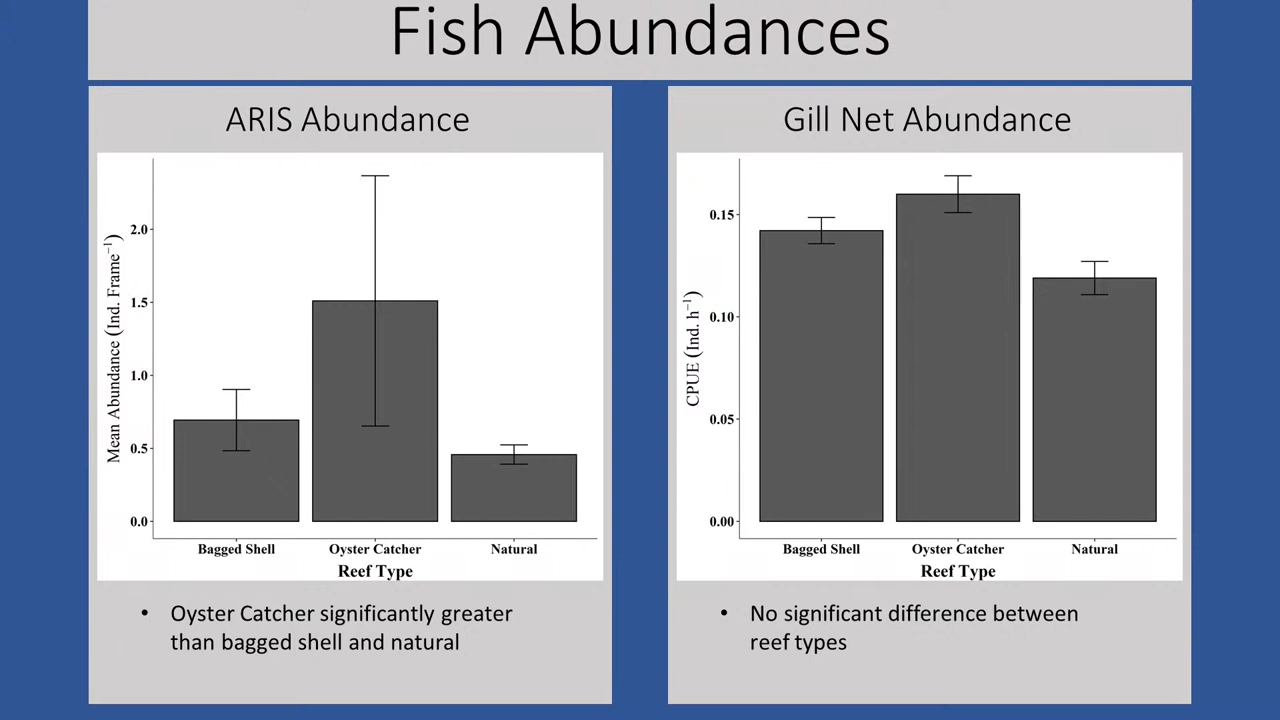 Fish Abundances
ARIS Abundance
2.0
1.5
1.0
0.5
0.0
Mean Abundance (Ind. Frame⁻¹)
Bagged Shell Oyster Catcher Natural
Reef Type
• Oyster Catcher significantly greater
than bagged shell and natural
Gill Net Abundance
0.15
0.10
0.05
0.00
CPUE (Ind. h⁻¹)
Bagged Shell Oyster Catcher Natural
Reef Type
• No significant difference between
reef types